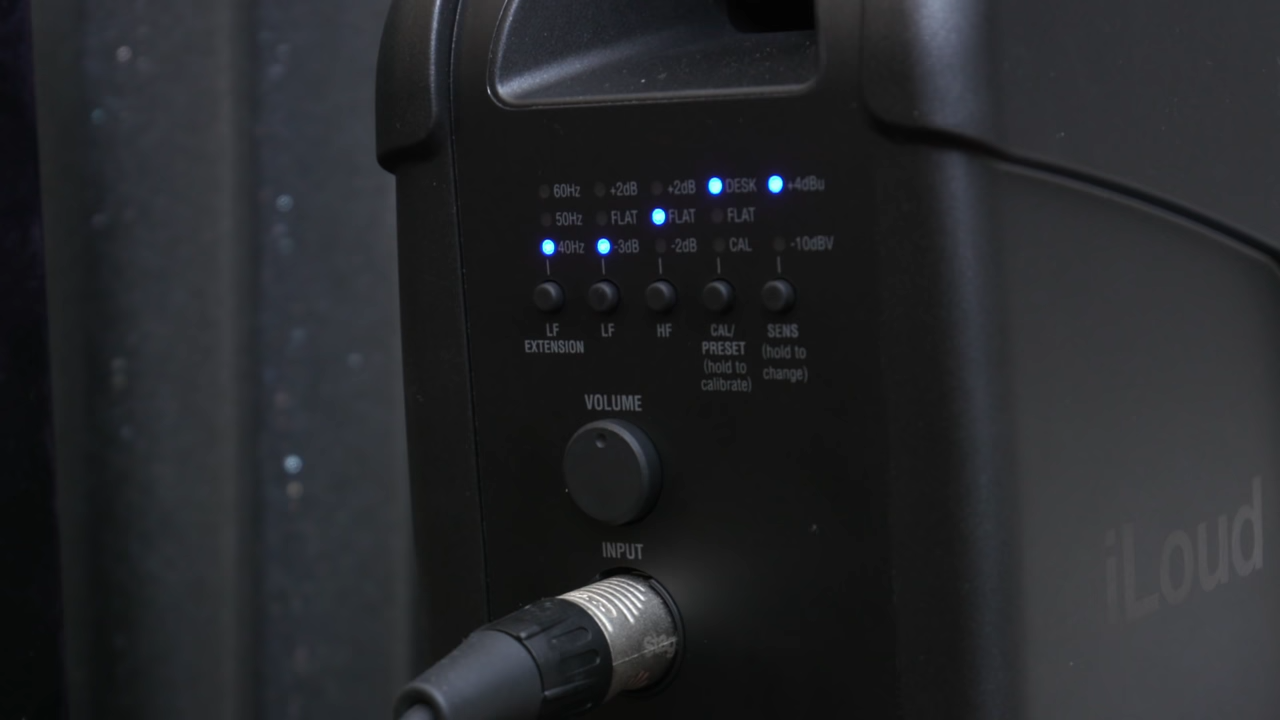 60Hz +2dB +2dB DESK +4dBu
50Hz FLAT FLAT FLAT
40Hz -3dB -2dB CAL -10dBV
LF EXTENSION
LF
HF
CAL/
PRESET
(hold to
calibrate)
SENS
(hold to
change)
VOLUME
INPUT
iLoud